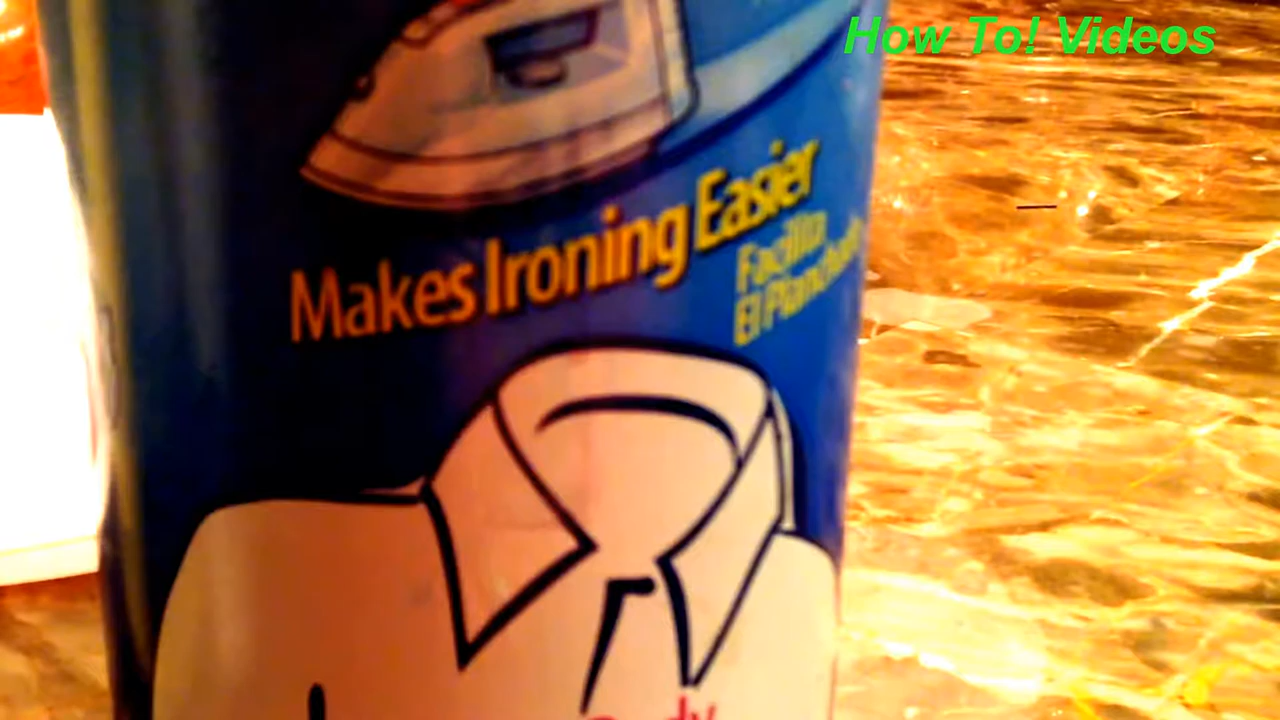 How To! Videos
Makes Ironing Easier
Facilita
El Planchado